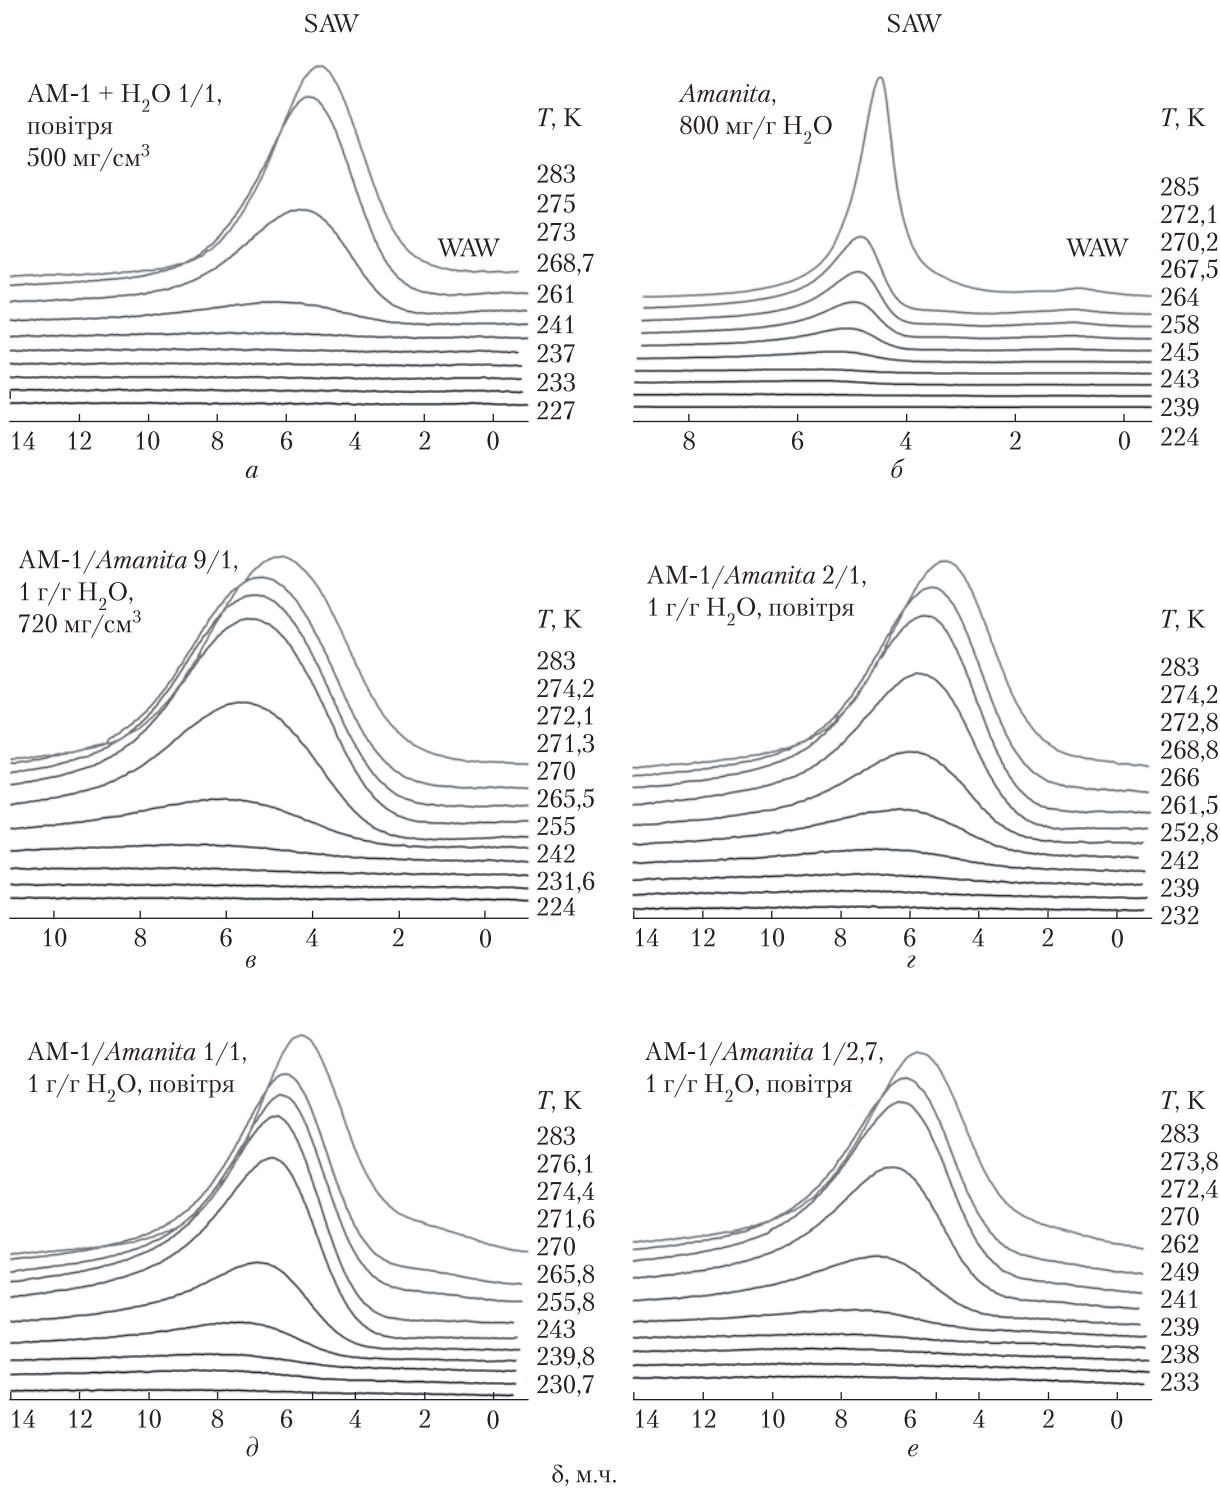 SAW
AM-1 + H₂O 1/1,
повітря
500 мг/см³
WAW
T, K
283
275
273
268,7
261
241
237
233
227
14 12 10 8 6 4 2 0
а
SAW
Amanita,
800 мг/г H₂O
WAW
T, K
285
272,1
270,2
267,5
264
258
245
243
239
224
8 6 4 2 0
б
AM-1/Amanita 9/1,
1 г/г H₂O,
720 мг/см³
T, K
283
274,2
272,1
271,3
270
265,5
255
242
231,6
224
10 8 6 4 2 0
в
AM-1/Amanita 2/1,
1 г/г H₂O, повітря
T, K
283
274,2
272,8
268,8
266
261,5
252,8
242
239
232
14 12 10 8 6 4 2 0
г
AM-1/Amanita 1/1,
1 г/г H₂O, повітря
T, K
283
276,1
274,4
271,6
270
265,8
255,8
243
239,8
230,7
14 12 10 8 6 4 2 0
д
AM-1/Amanita 1/2,7,
1 г/г H₂O, повітря
T, K
283
273,8
272,4
270
262
249
241
239
238
233
14 12 10 8 6 4 2 0
е
δ, м.ч.